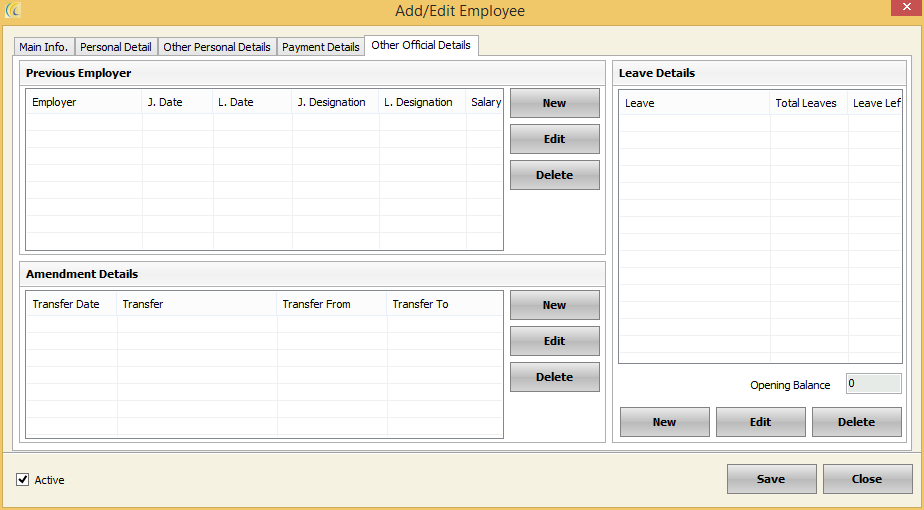 Add/Edit Employee
Main Info. Personal Detail Other Personal Details Payment Details Other Official Details
Previous Employer
Employer J. Date L. Date J. Designation L. Designation Salary
New
Edit
Delete
Amendment Details
Transfer Date Transfer Transfer From Transfer To
New
Edit
Delete
Leave Details
Leave Total Leaves Leave Lef
Opening Balance 0
New Edit Delete
Active
Save Close